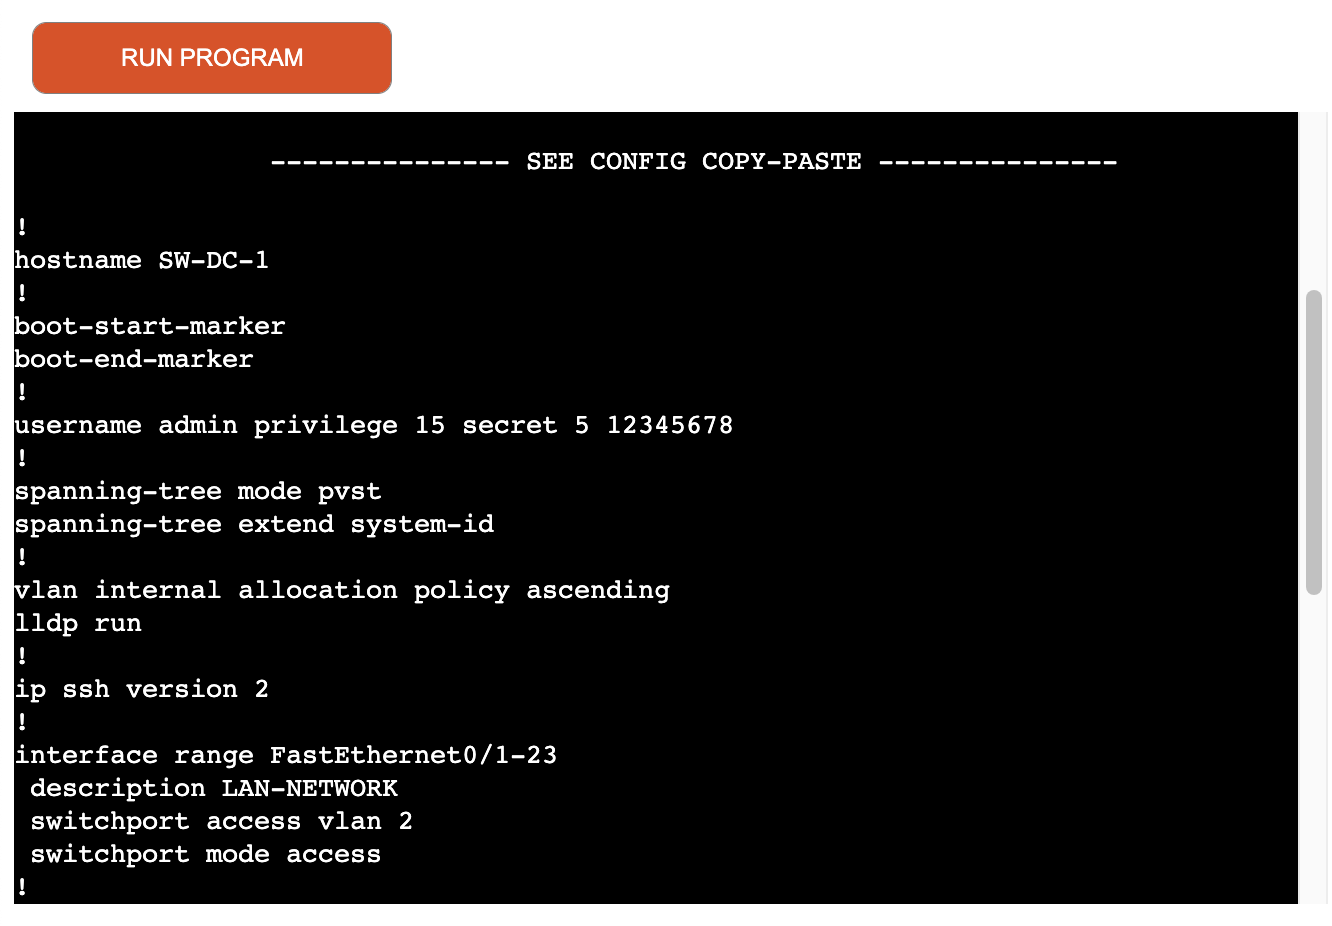 RUN PROGRAM
--------------- SEE CONFIG COPY-PASTE ---------------
!
hostname SW-DC-1
!
boot-start-marker
boot-end-marker
!
username admin privilege 15 secret 5 12345678
!
spanning-tree mode pvst
spanning-tree extend system-id
!
vlan internal allocation policy ascending
lldp run
!
ip ssh version 2
!
interface range FastEthernet0/1-23
 description LAN-NETWORK
 switchport access vlan 2
 switchport mode access
!